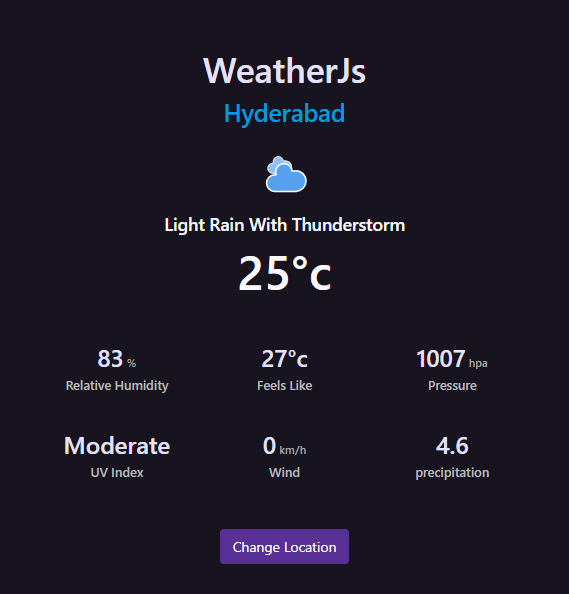 WeatherJs
Hyderabad
Light Rain With Thunderstorm
25°c
83 % 27°c 1007 hpa
Relative Humidity Feels Like Pressure
Moderate 0 km/h 4.6
UV Index Wind precipitation
Change Location